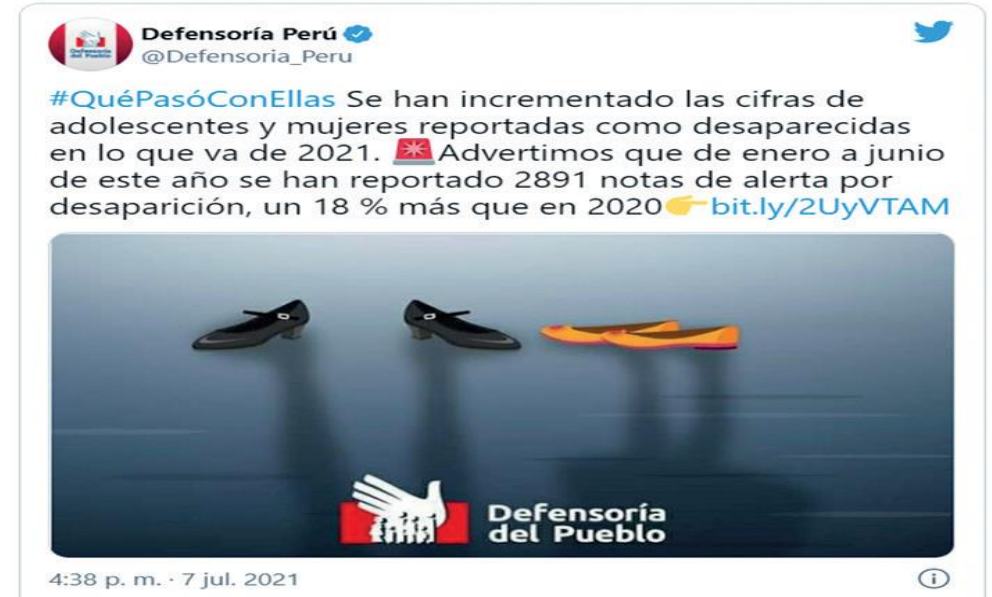 Defensoría Perú
@Defensoria_Peru
#QuéPasóConEllas Se han incrementado las cifras de
adolescentes y mujeres reportadas como desaparecidas
en lo que va de 2021. 🚨Advertimos que de enero a junio
de este año se han reportado 2891 notas de alerta por
desaparición, un 18 % más que en 2020👉bit.ly/2UyVTAM
Defensoría
del Pueblo
4:38 p. m. · 7 jul. 2021